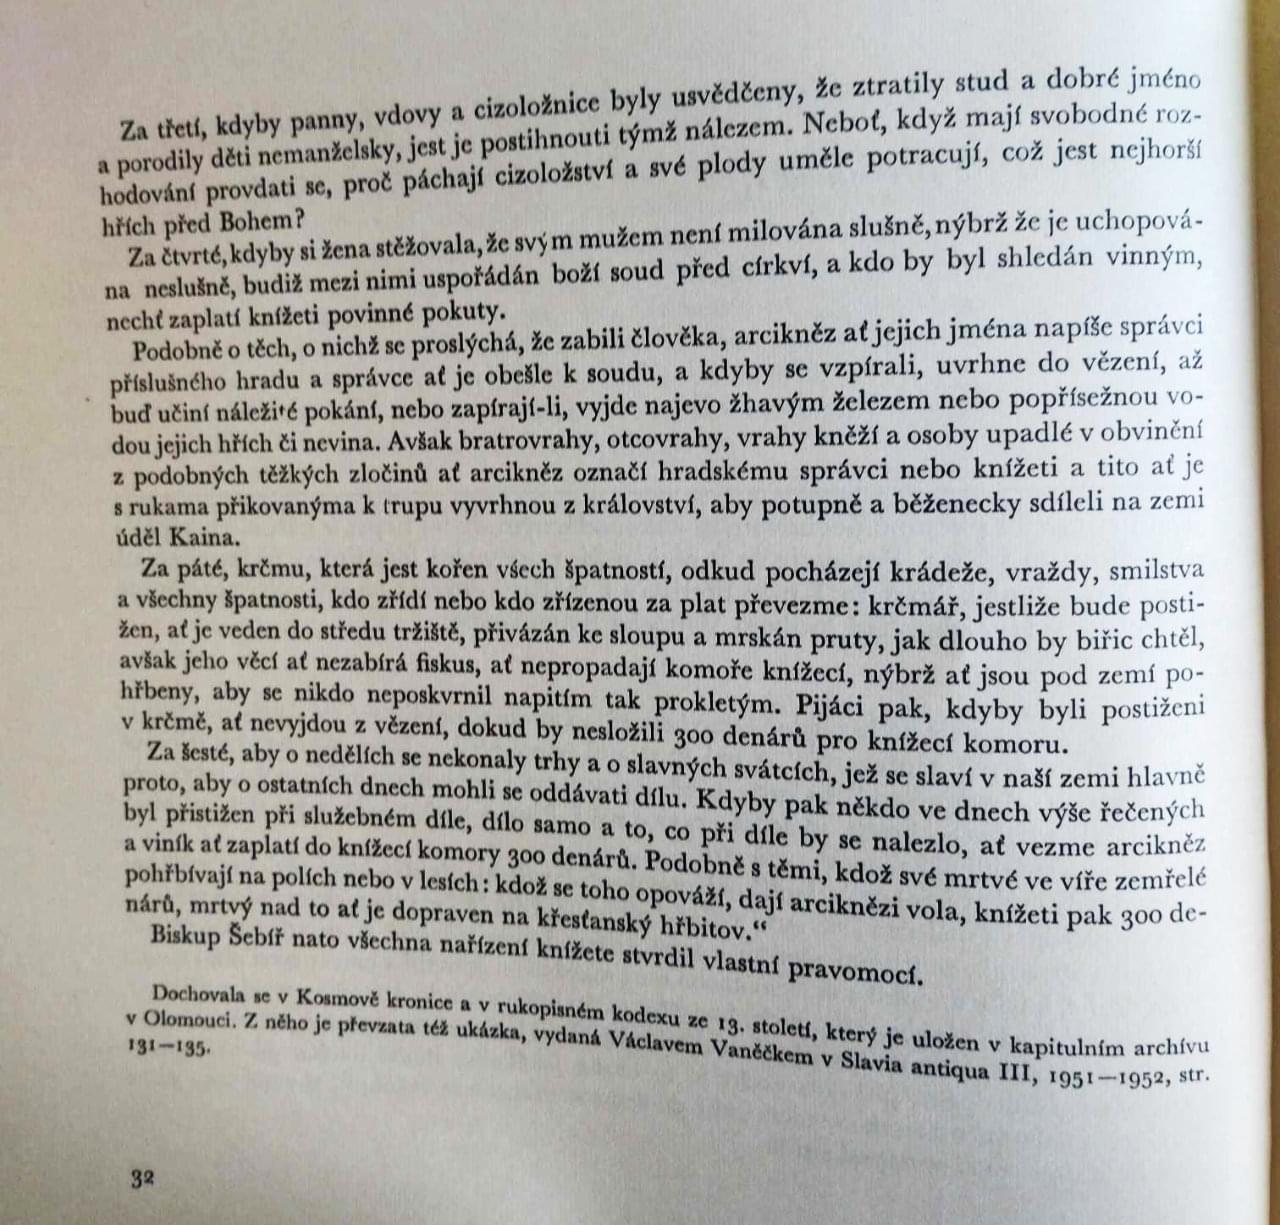 Za třetí, kdyby panny, vdovy a cizoložnice byly usvědčeny, že ztratily stud a dobré jméno
a porodily děti nemanželsky, jest je postihnouti týmž nálezem. Neboť, když mají svobodné roz-
hodování provdati se, proč páchají cizoložství a své plody uměle potracují, což jest nejhorší
hřích před Bohem?
Za čtvrté, kdyby si žena stěžovala, že svým mužem není milována slušně, nýbrž že je uchopová-
na neslušně, budiž mezi nimi uspořádán boží soud před církví, a kdo by byl shledán vinným,
nechť zaplatí knížeti povinné pokuty.
Podobně o těch, o nichž se proslýchá, že zabili člověka, arcikněz ať jejich jména napíše správci
příslušného hradu a správce ať je obešle k soudu, a kdyby se vzpírali, uvrhne do vězení, až
buď učiní náležité pokání, nebo zapírají-li, vyjde najevo žhavým železem nebo popřísežnou vo-
dou jejich hřích či nevina. Avšak bratrovrahy, otcovrahy, vrahy kněží a osoby upadlé v obvinění
z podobných těžkých zločinů ať arcikněz označí hradskému správci nebo knížeti a tito ať je
s rukama přikovanýma k trupu vyvrhnou z království, aby potupně a běženecky sdíleli na zemi
úděl Kaina.
Za páté, krčmu, která jest kořen všech špatností, odkud pocházejí krádeže, vraždy, smilstva
a všechny špatnosti, kdo zřídí nebo kdo zřízenou za plat převezme: krčmář, jestliže bude posti-
žen, ať je veden do středu tržiště, přivázán ke sloupu a mrskán pruty, jak dlouho by biřic chtěl,
avšak jeho věcí ať nezabírá fiskus, ať nepropadají komoře knížecí, nýbrž ať jsou pod zemí po-
hřbeny, aby se nikdo neposkvrnil napitím tak prokletým. Pijáci pak, kdyby byli postiženi
v krčmě, ať nevyjdou z vězení, dokud by nesložili 300 denárů pro knížecí komoru.
Za šesté, aby o nedělích se nekonaly trhy a o slavných svátcích, jež se slaví v naší zemi hlavně
proto, aby o ostatních dnech mohli se oddávati dílu. Kdyby pak někdo ve dnech výše řečených
byl přistižen při služebném díle, dílo samo a to, co při díle by se nalezlo, ať vezme arcikněz
a viník ať zaplatí do knížecí komory 300 denárů. Podobně s těmi, kdož své mrtvé ve víře zemřelé
pohřbívají na polích nebo v lesích: kdož se toho opováží, dají arciknězi vola, knížeti pak 300 de-
nárů, mrtvý nad to ať je dopraven na křesťanský hřbitov.“
Biskup Šebíř nato všechna nařízení knížete stvrdil vlastní pravomocí.
Dochovala se v Kosmově kronice a v rukopisném kodexu ze 13. století, který je uložen v kapitulním archívu
v Olomouci. Z něho je převzata též ukázka, vydaná Václavem Vaněčkem v Slavia antiqua III, 1951—1952, str.
131—135.
32